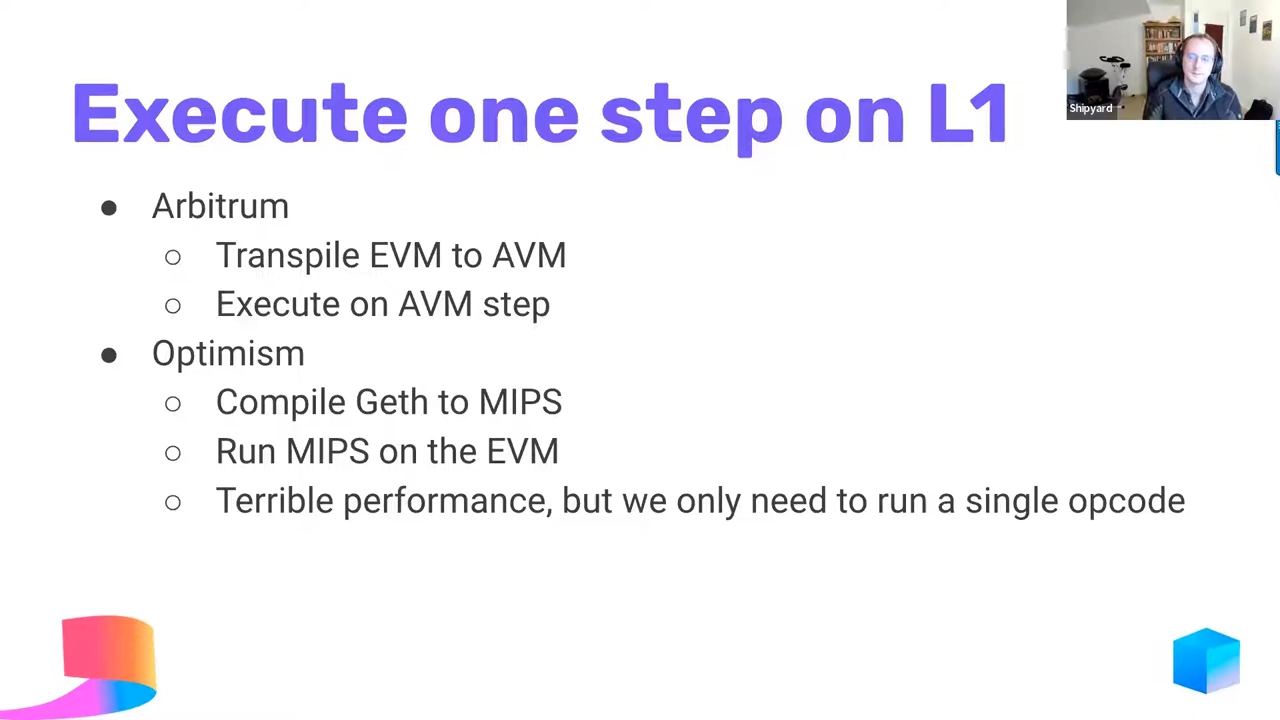 Execute one step on L1
Shipyard
● Arbitrum
○ Transpile EVM to AVM
○ Execute on AVM step
● Optimism
○ Compile Geth to MIPS
○ Run MIPS on the EVM
○ Terrible performance, but we only need to run a single opcode